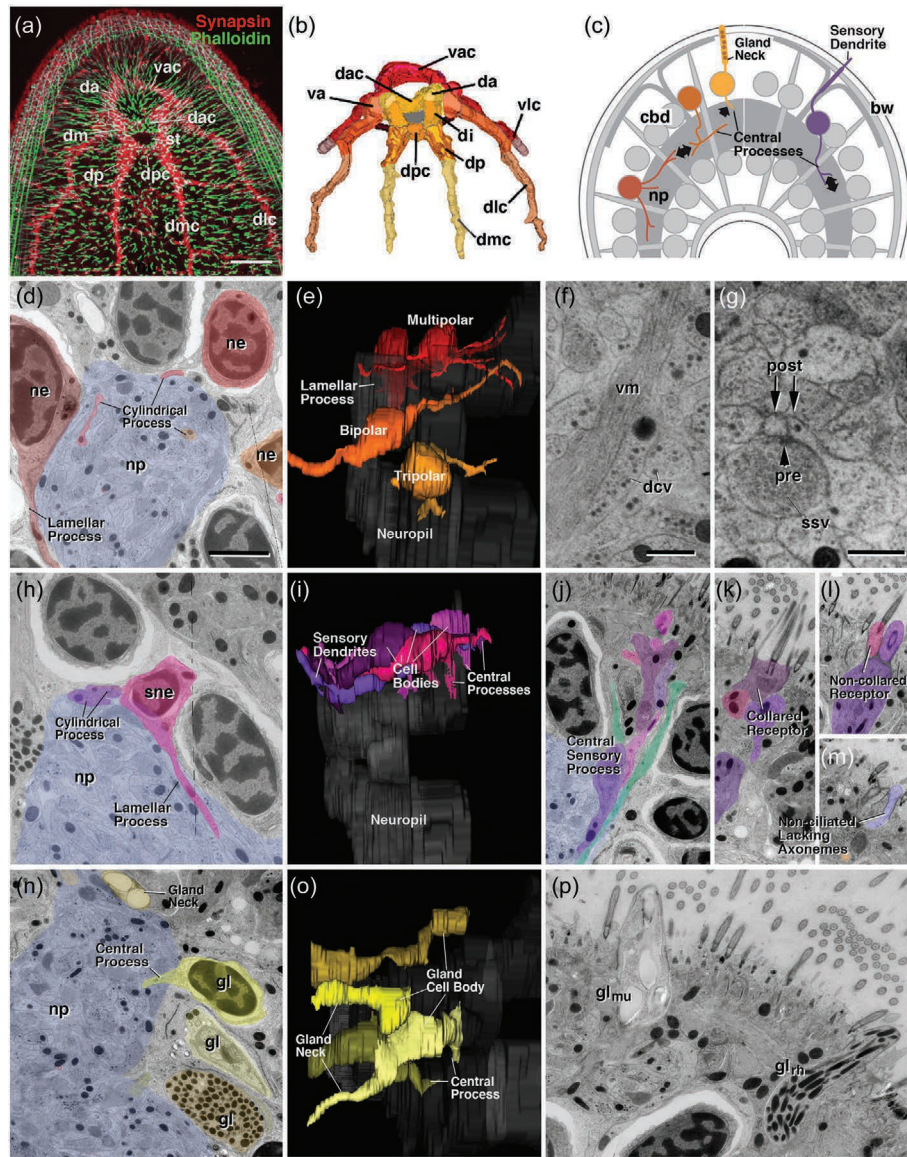 (a)
Synapsin
Phalloidin
vac
da
dac
dm
st
dp
dpc
dmc
dlc
(b)
vac
dac
da
va
vlc
di
dpc
dp
dlc
dmc
(c)
Sensory
Dendrite
Gland
Neck
cbd
bw
Central
Processes
np
(d)
ne
ne
Cylindrical
Process
ne
np
Lamellar
Process
(e)
Multipolar
Lamellar
Process
Bipolar
Tripolar
Neuropil
(f)
vm
dcv
(g)
post
pre
ssv
(h)
sne
Cylindrical
Process
np
Lamellar
Process
(i)
Sensory
Dendrites
Cell
Bodies
Central
Processes
Neuropil
(j)
Central
Sensory
Process
(k)
Collared
Receptor
(l)
Non-collared
Receptor
(m)
Non-ciliated
Lacking
Axonemes
(n)
Gland
Neck
Central
Process
gl
np
gl
gl
(o)
Gland
Cell Body
Gland
Neck
Central
Process
(p)
glmu
glrh